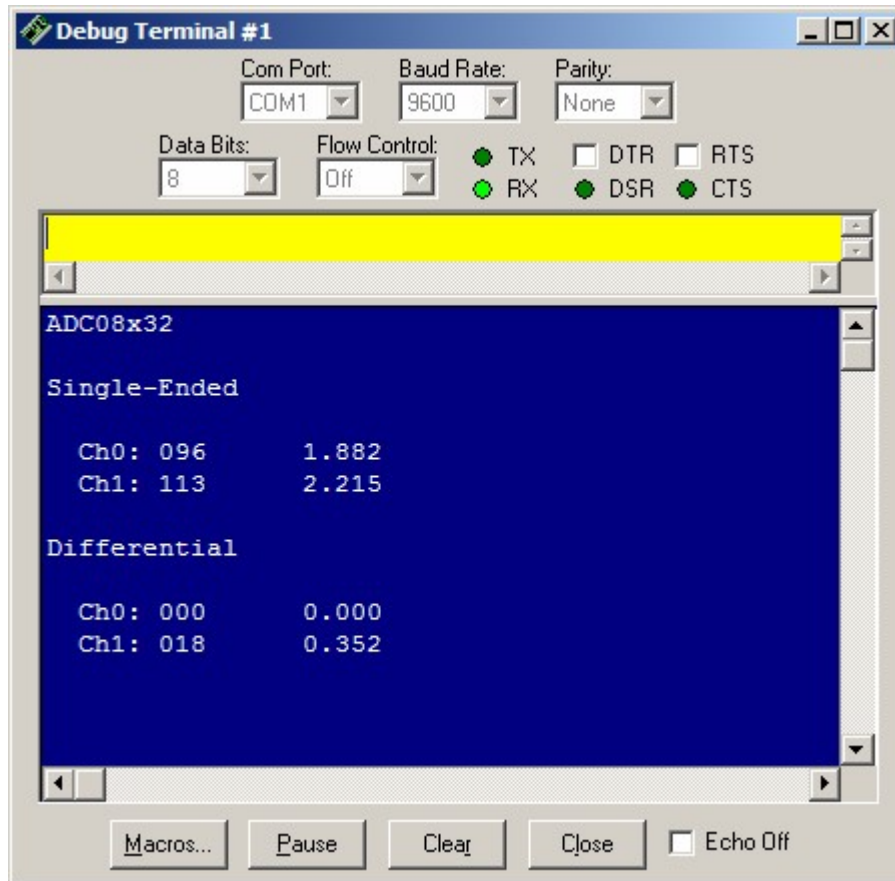 Debug Terminal #1
Com Port: Baud Rate: Parity:
COM1 9600 None
Data Bits: Flow Control: TX DTR RTS
8 Off RX DSR CTS
ADC08x32
Single-Ended
Ch0: 096 1.882
Ch1: 113 2.215
Differential
Ch0: 000 0.000
Ch1: 018 0.352
Macros... Pause Clear Close Echo Off